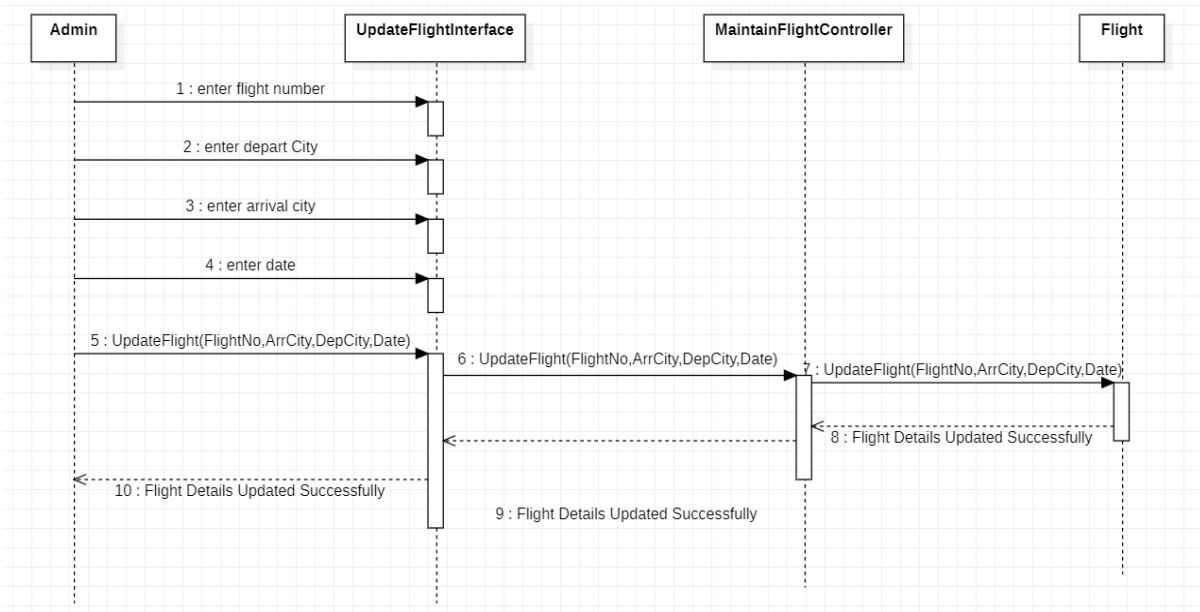 Admin
UpdateFlightInterface
MaintainFlightController
Flight
1 : enter flight number
2 : enter depart City
3 : enter arrival city
4 : enter date
5 : UpdateFlight(FlightNo,ArrCity,DepCity,Date)
6 : UpdateFlight(FlightNo,ArrCity,DepCity,Date)
7 : UpdateFlight(FlightNo,ArrCity,DepCity,Date)
8 : Flight Details Updated Successfully
10 : Flight Details Updated Successfully
9 : Flight Details Updated Successfully